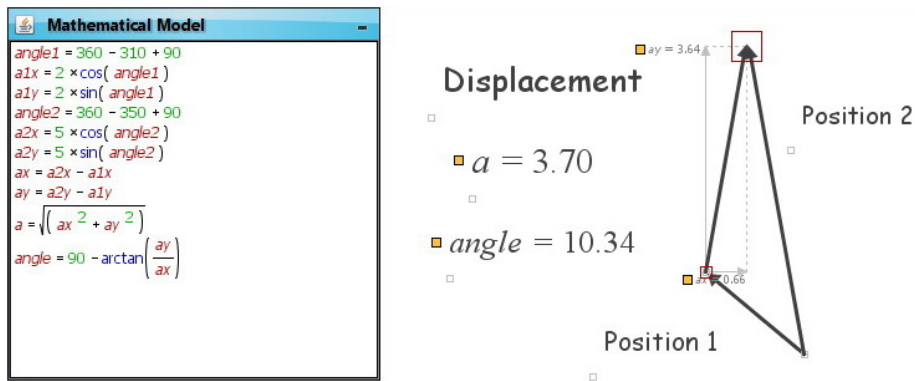 Mathematical Model
angle1 = 360 − 310 + 90
a1x = 2 × cos( angle1 )
a1y = 2 × sin( angle1 )
angle2 = 360 − 350 + 90
a2x = 5 × cos( angle2 )
a2y = 5 × sin( angle2 )
ax = a2x − a1x
ay = a2y − a1y
a = √( ax ² + ay ² )
angle = 90 − arctan( ay / ax )
ay = 3.64
Displacement
Position 2
a = 3.70
angle = 10.34
ax = 0.66
Position 1